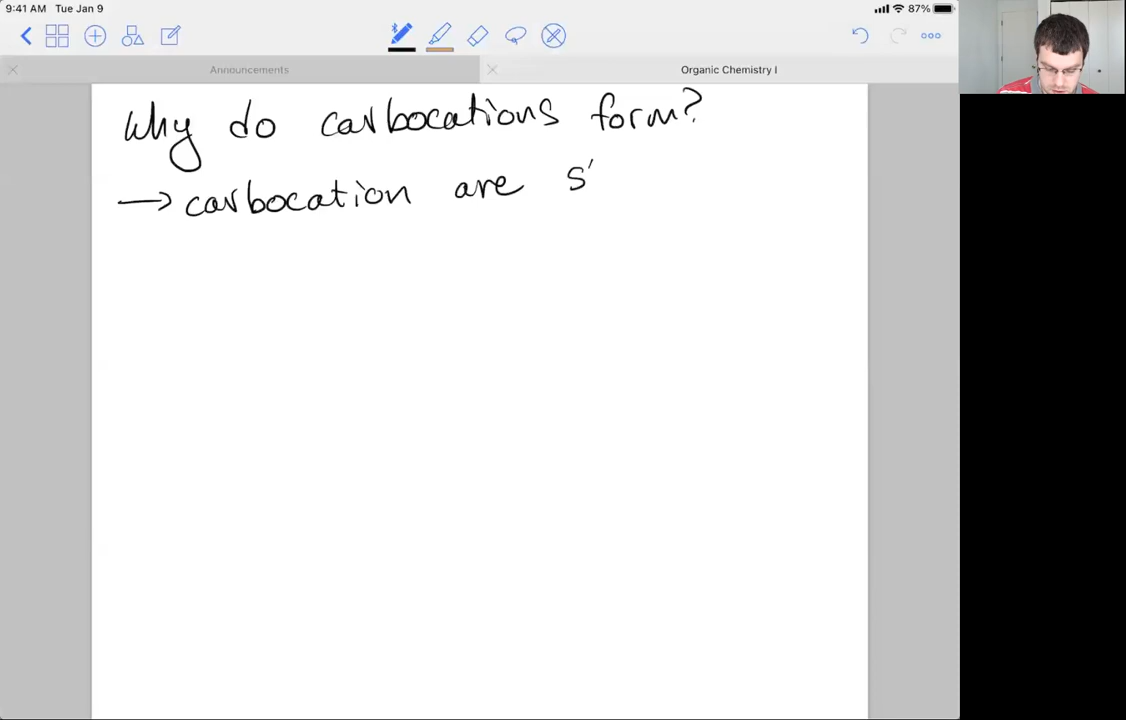 9:41 AM Tue Jan 9 87%
Announcements Organic Chemistry I
Why do carbocations form?
→ carbocation are s